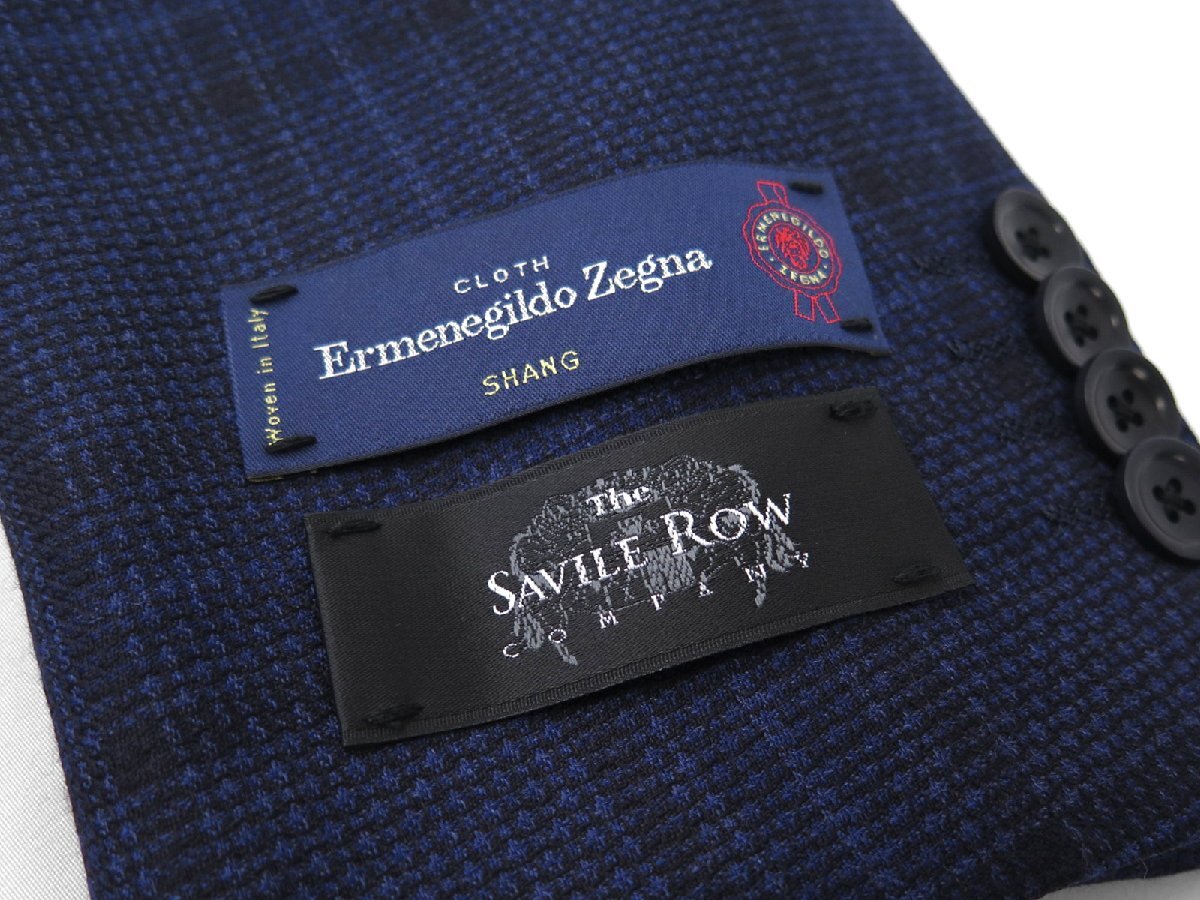 Woven in Italy
CLOTH
Ermenegildo Zegna
SHANG
ERMENEGILDO
ZEGNA
The
SAVILE ROW
COMPANY